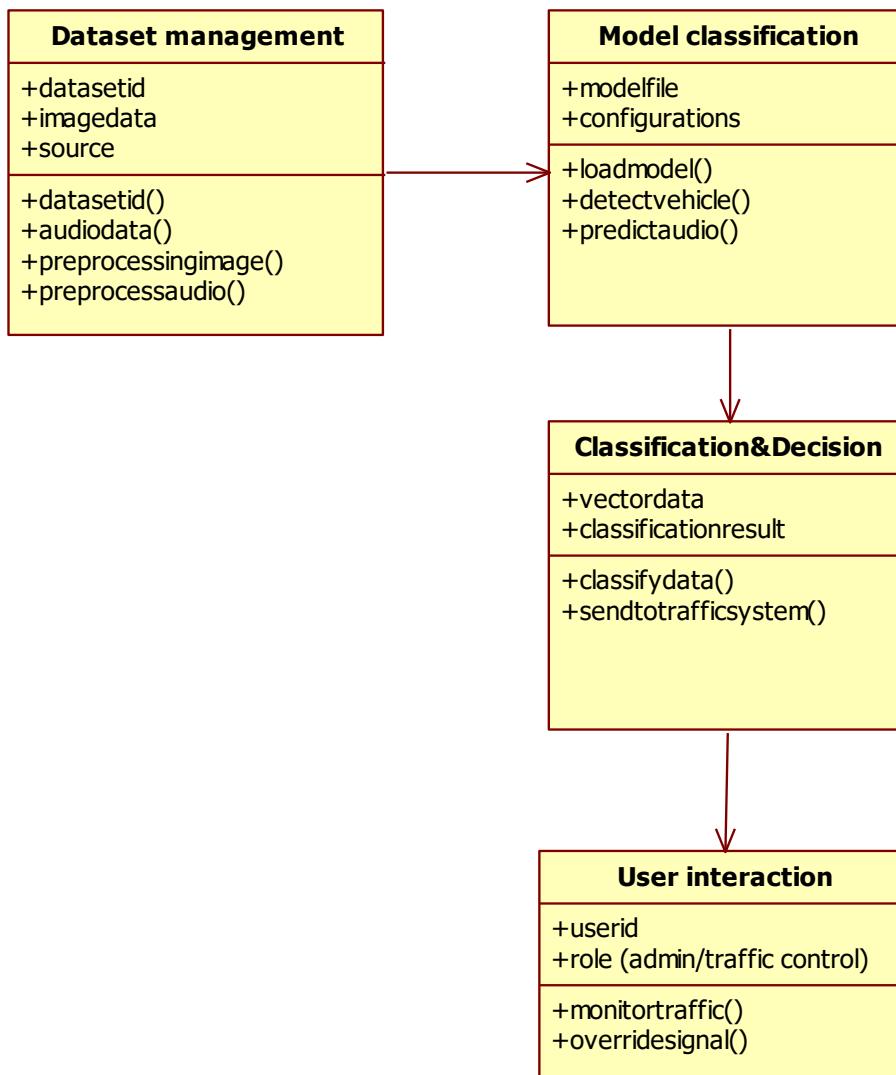 Dataset management
+datasetid
+imagedata
+source
+datasetid()
+audiodata()
+preprocessingimage()
+preprocessaudio()
Model classification
+modelfile
+configurations
+loadmodel()
+detectvehicle()
+predictaudio()
Classification&Decision
+vectordata
+classificationresult
+classifydata()
+sendtotrafficsystem()
User interaction
+userid
+role (admin/traffic control)
+monitortraffic()
+overridesignal()